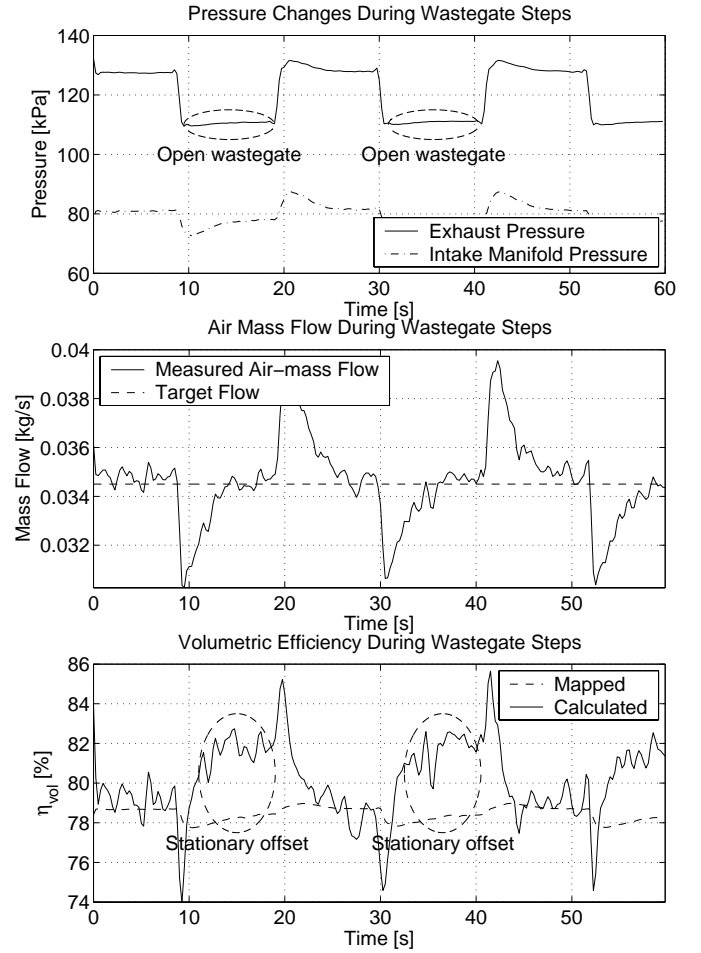 Pressure Changes During Wastegate Steps
140
120
100
80
60
Pressure [kPa]
Open wastegate
Open wastegate
Exhaust Pressure
Intake Manifold Pressure
0
10
20
30
40
50
60
Time [s]
Air Mass Flow During Wastegate Steps
0.04
0.038
0.036
0.034
0.032
Mass Flow [kg/s]
Measured Air−mass Flow
Target Flow
0
10
20
30
40
50
Time [s]
Volumetric Efficiency During Wastegate Steps
86
84
82
80
78
76
74
ηvol [%]
Mapped
Calculated
Stationary offset
Stationary offset
0
10
20
30
40
50
Time [s]